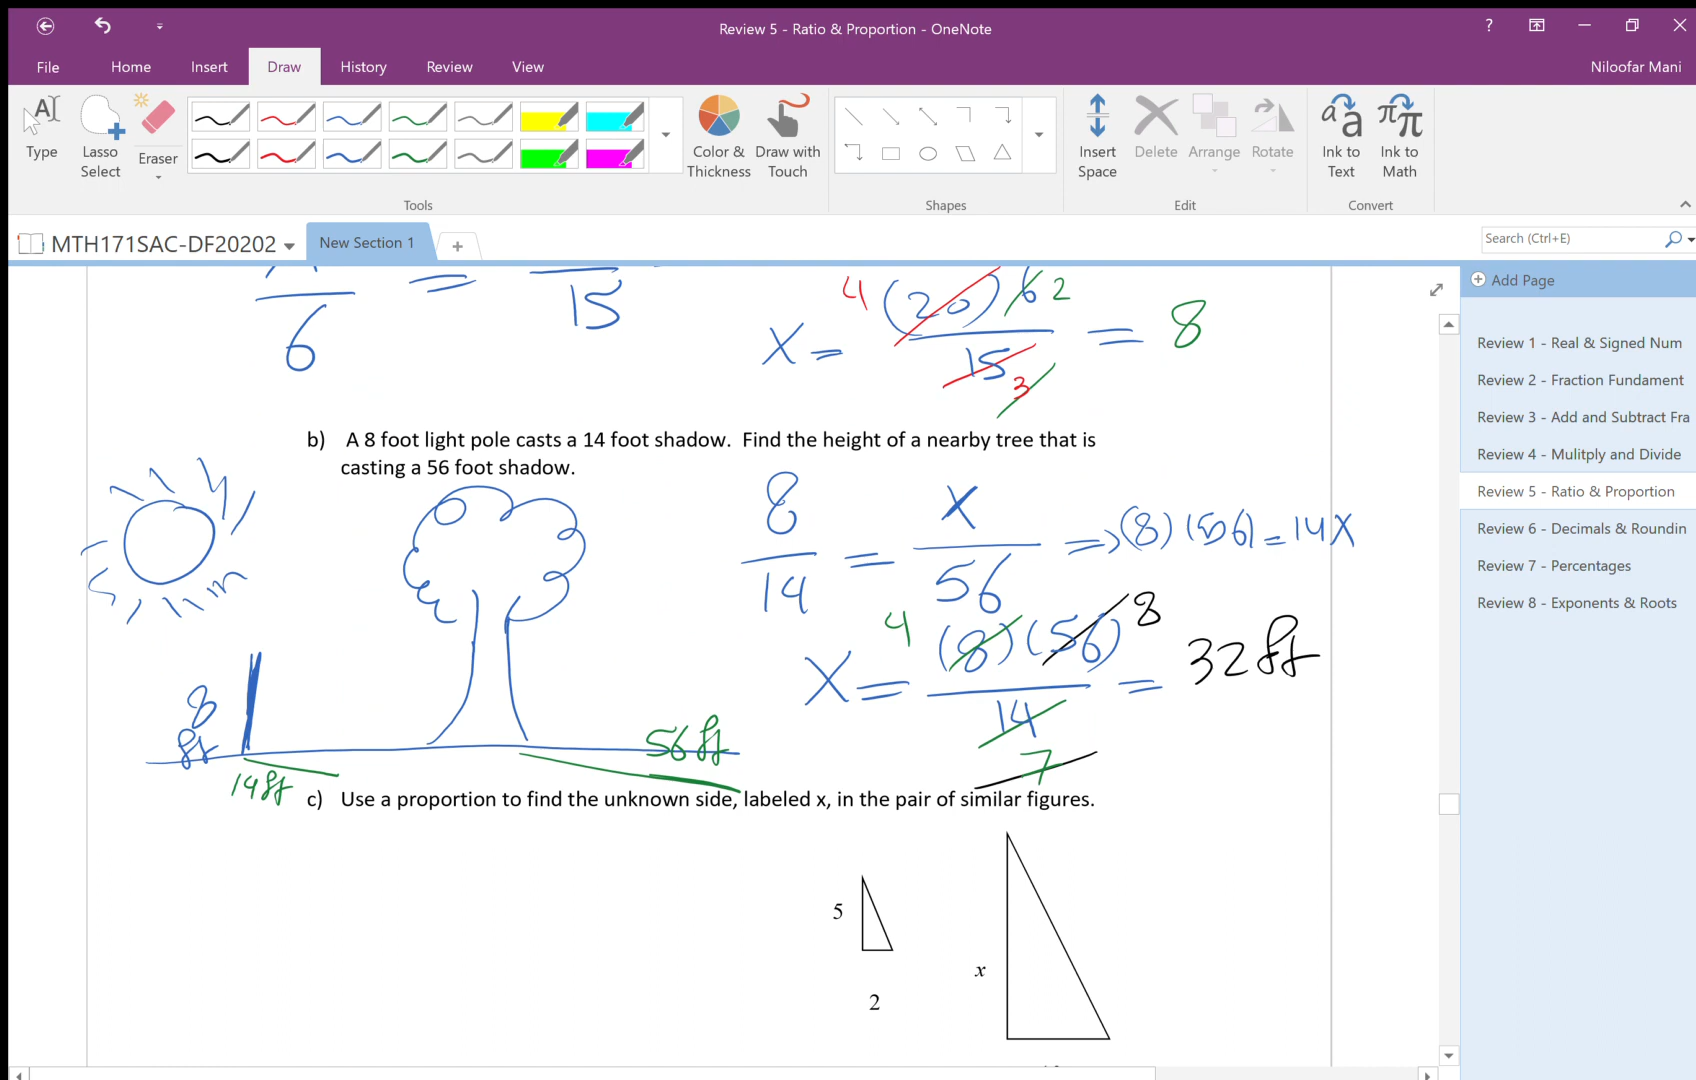 Review 5 - Ratio & Proportion - OneNote
?
File Home Insert Draw History Review View
Niloofar Mani
Type
Lasso Select
Eraser
Color & Thickness
Draw with Touch
Insert Space
Delete
Arrange
Rotate
Ink to Text
Ink to Math
Tools
Shapes
Edit
Convert
MTH171SAC-DF20202
New Section 1
Search (Ctrl+E)
Add Page
Review 1 - Real & Signed Num
Review 2 - Fraction Fundament
Review 3 - Add and Subtract Fra
Review 4 - Mulitply and Divide
Review 5 - Ratio & Proportion
Review 6 - Decimals & Roundin
Review 7 - Percentages
Review 8 - Exponents & Roots
6 = 15
4 (20) 6 2
x = = 8
15
3
b) A 8 foot light pole casts a 14 foot shadow. Find the height of a nearby tree that is
casting a 56 foot shadow.
8 x
= => (8)(56) = 14x
14 56
4 (8)(56) 8
x = = 32 ft
14
7
8 ft
14 ft
56 ft
c) Use a proportion to find the unknown side, labeled x, in the pair of similar figures.
5
x
2